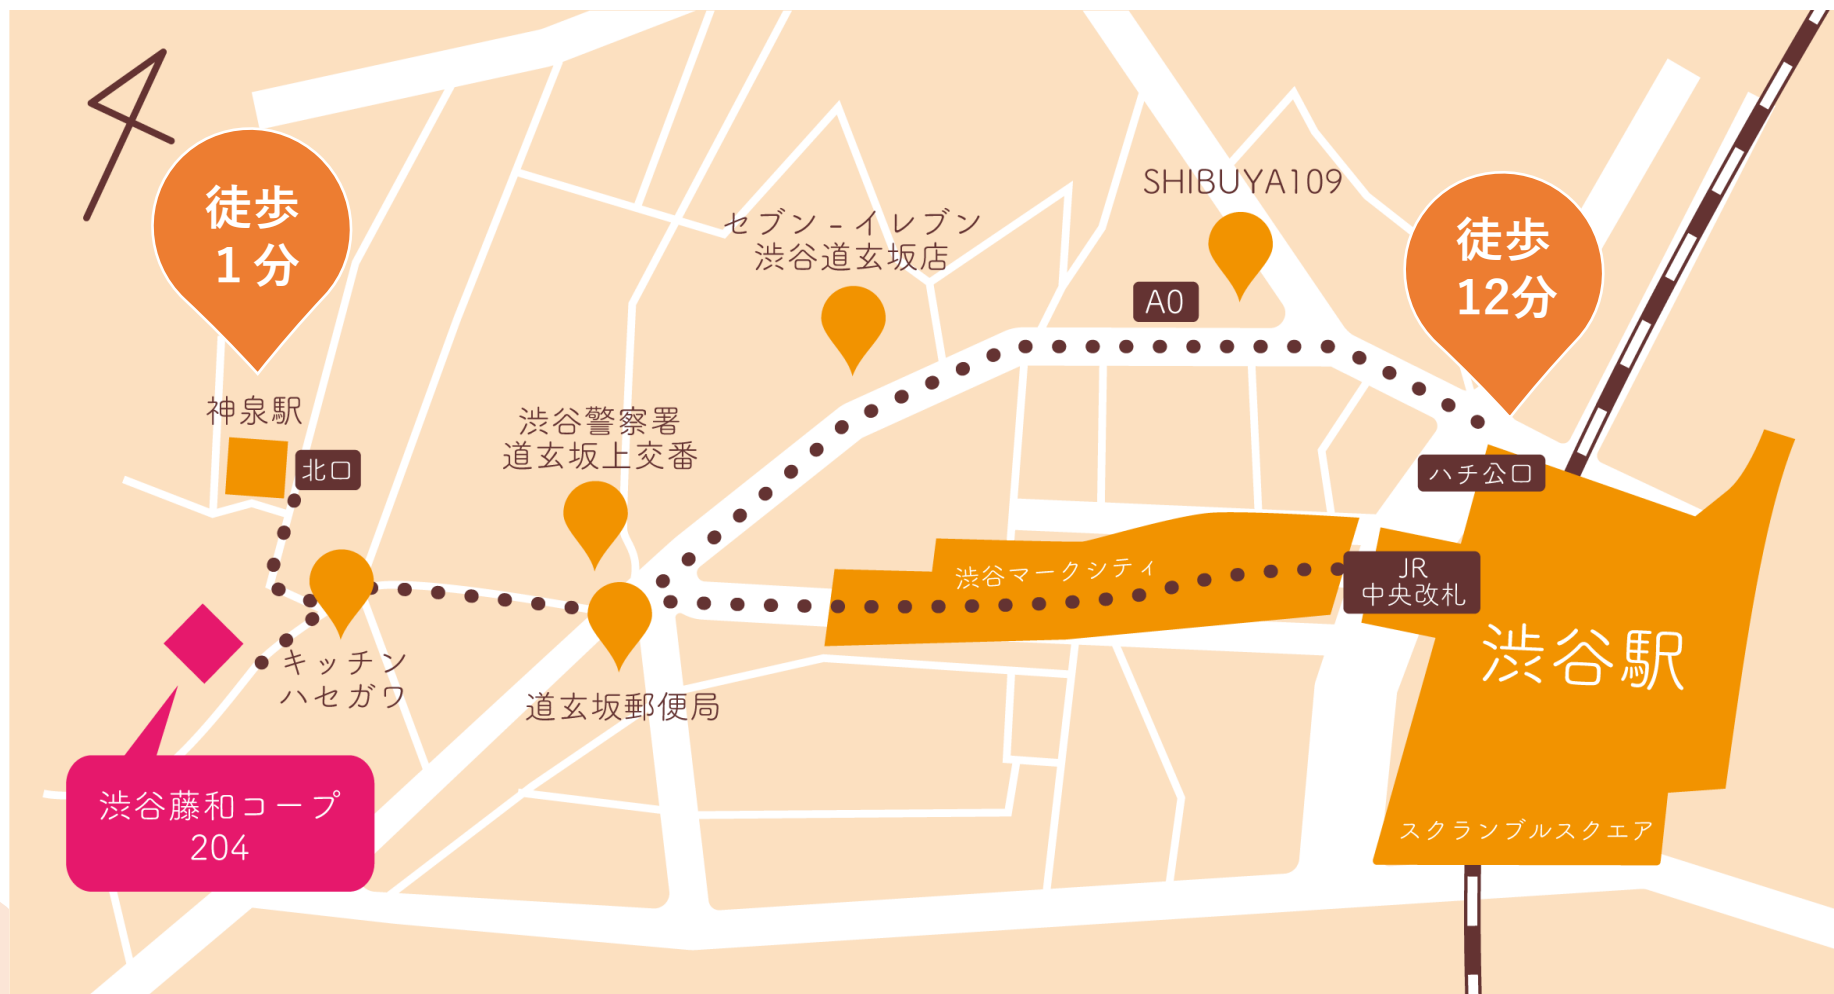 徒歩
1分
神泉駅
北口
セブン-イレブン
渋谷道玄坂店
SHIBUYA109
A0
徒歩
12分
渋谷警察署
道玄坂上交番
ハチ公口
渋谷マークシティ
JR
中央改札
渋谷駅
キッチン
ハセガワ
道玄坂郵便局
渋谷藤和コープ
204
スクランブルスクエア